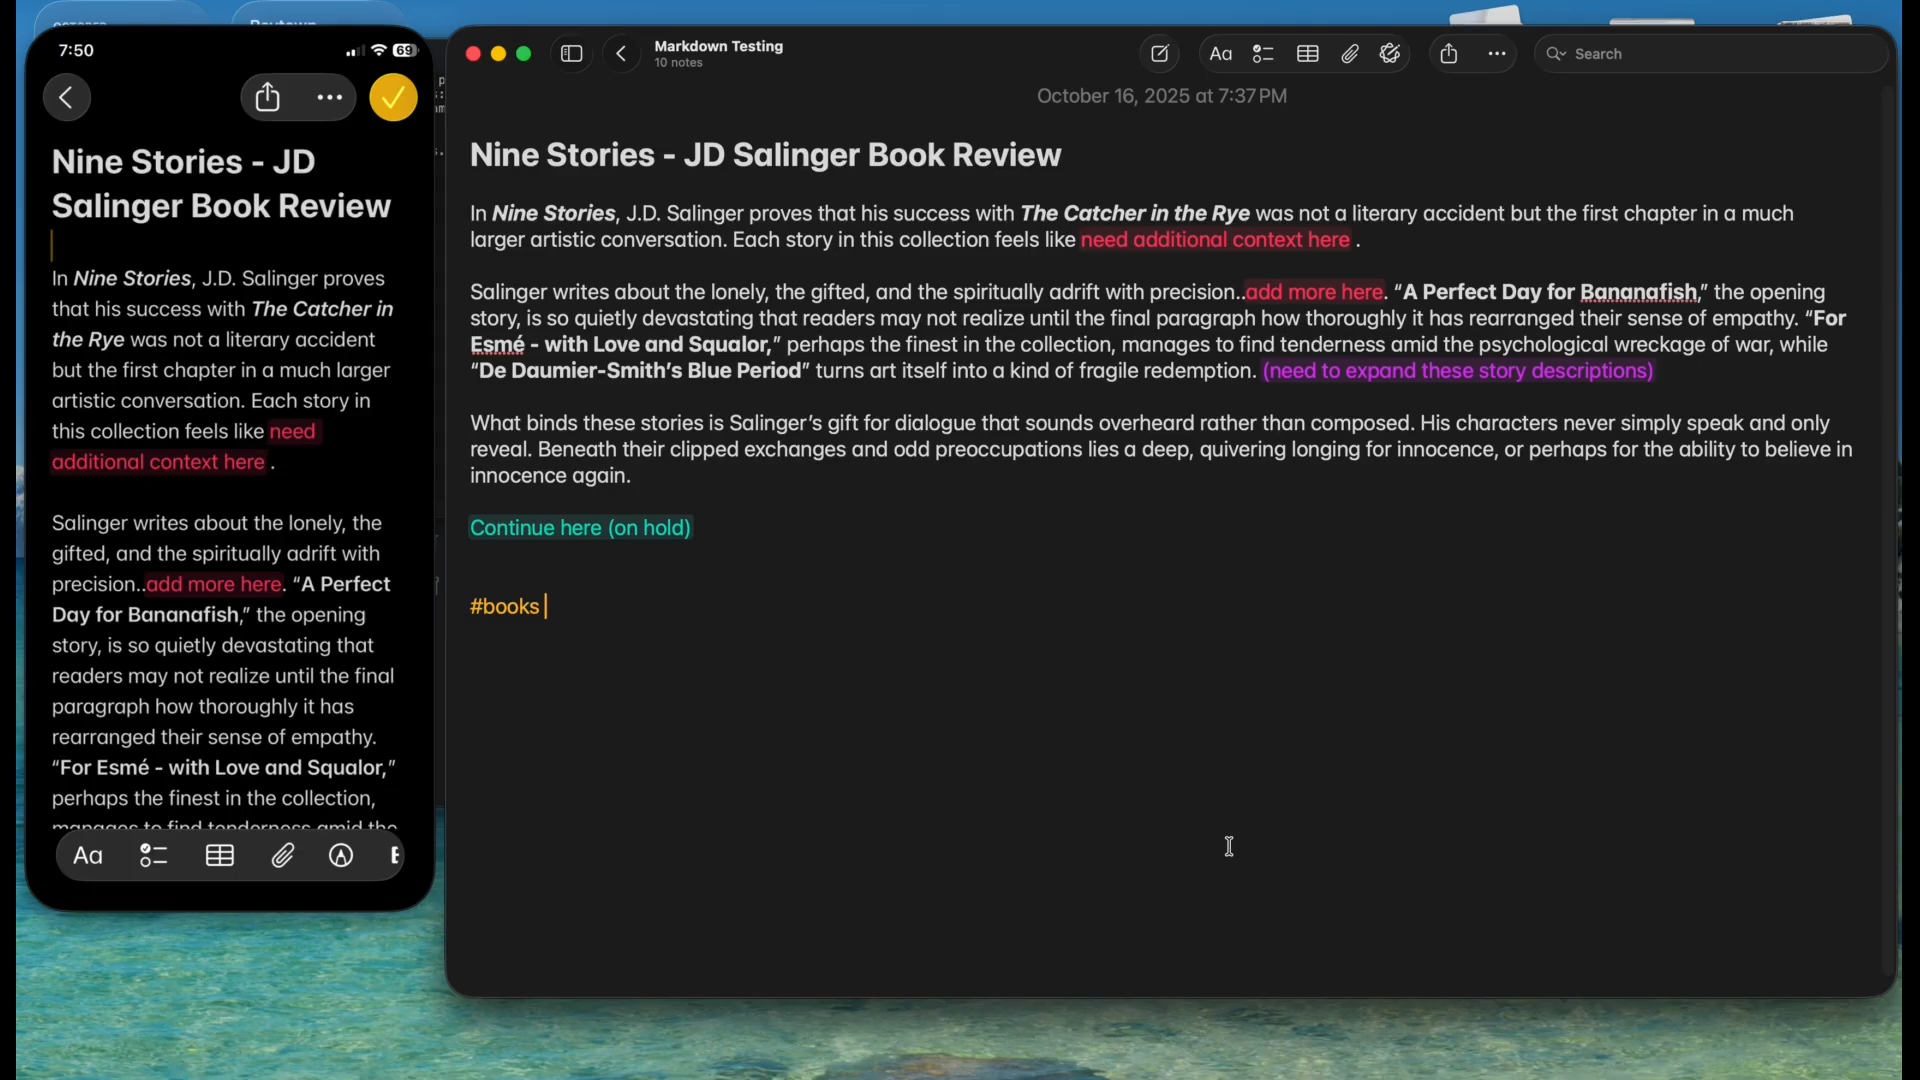 OCTOBER
7:50
69
Nine Stories - JD
Salinger Book Review
In Nine Stories, J.D. Salinger proves
that his success with The Catcher in
the Rye was not a literary accident
but the first chapter in a much larger
artistic conversation. Each story in
this collection feels like need
additional context here .
Salinger writes about the lonely, the
gifted, and the spiritually adrift with
precision..add more here. “A Perfect
Day for Bananafish,” the opening
story, is so quietly devastating that
readers may not realize until the final
paragraph how thoroughly it has
rearranged their sense of empathy.
“For Esmé - with Love and Squalor,”
perhaps the finest in the collection,
manages to find tenderness amid the
Aa
Markdown Testing
10 notes
Aa
Search
October 16, 2025 at 7:37 PM
Nine Stories - JD Salinger Book Review
In Nine Stories, J.D. Salinger proves that his success with The Catcher in the Rye was not a literary accident but the first chapter in a much
larger artistic conversation. Each story in this collection feels like need additional context here .
Salinger writes about the lonely, the gifted, and the spiritually adrift with precision..add more here. “A Perfect Day for Bananafish,” the opening
story, is so quietly devastating that readers may not realize until the final paragraph how thoroughly it has rearranged their sense of empathy. “For
Esmé - with Love and Squalor,” perhaps the finest in the collection, manages to find tenderness amid the psychological wreckage of war, while
“De Daumier-Smith’s Blue Period” turns art itself into a kind of fragile redemption. (need to expand these story descriptions)
What binds these stories is Salinger’s gift for dialogue that sounds overheard rather than composed. His characters never simply speak and only
reveal. Beneath their clipped exchanges and odd preoccupations lies a deep, quivering longing for innocence, or perhaps for the ability to believe in
innocence again.
Continue here (on hold)
#books